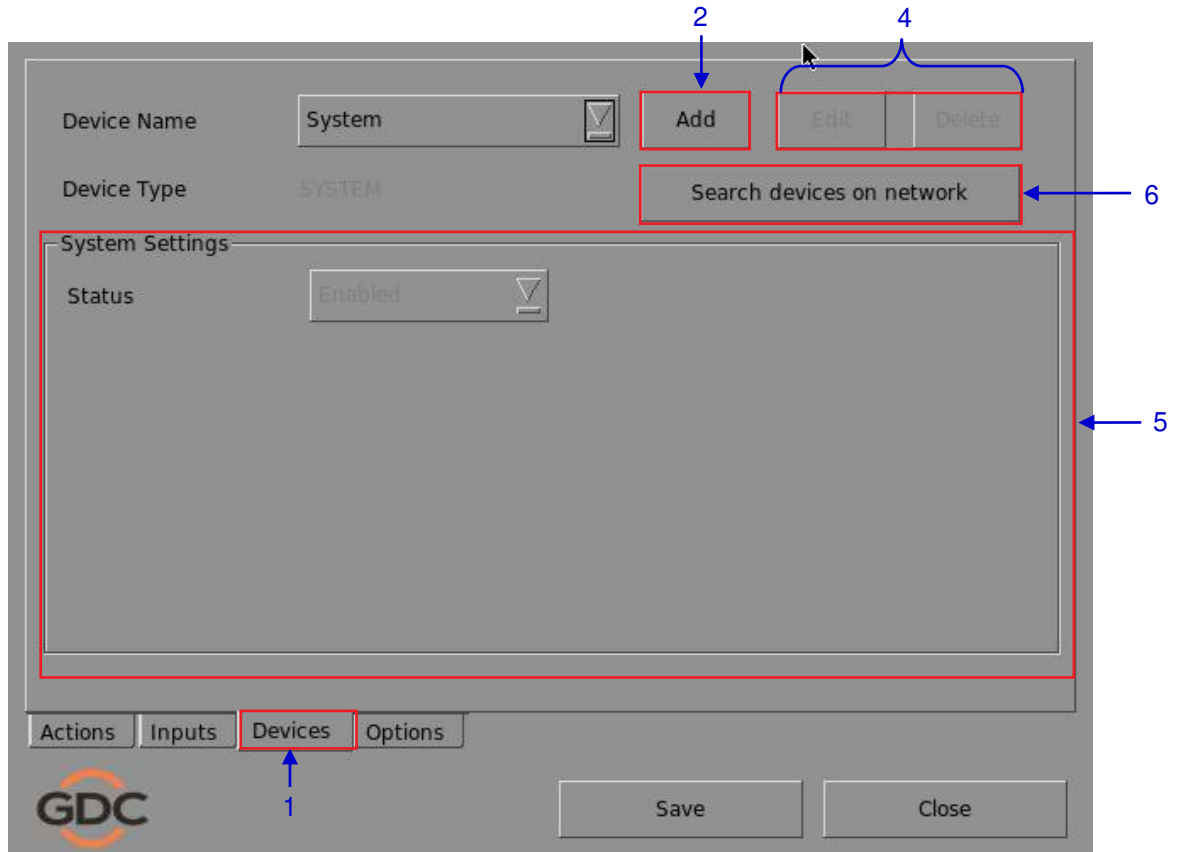 2
4
Device Name
System
Add
Edit
Delete
Device Type
SYSTEM
Search devices on network
6
System Settings
Status
Enabled
5
Actions
Inputs
Devices
Options
1
GDC
Save
Close